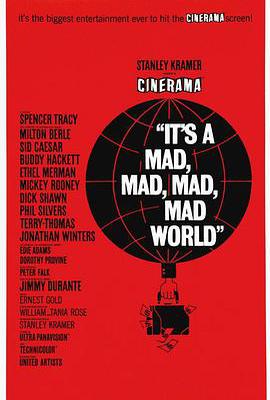 it's the biggest entertainment ever to hit the CINERAMA screen!
STANLEY KRAMER
CINERAMA
"IT'S A
MAD,
MAD, MAD,
MAD
WORLD"
SPENCER TRACY
MILTON BERLE
SID CAESAR
BUDDY HACKETT
ETHEL MERMAN
MICKEY ROONEY
DICK SHAWN
PHIL SILVERS
TERRY-THOMAS
JONATHAN WINTERS
EDIE ADAMS
DOROTHY PROVINE
PETER FALK
JIMMY DURANTE
ERNEST GOLD
WILLIAM and TANIA ROSE
STANLEY KRAMER
ULTRA PANAVISION
TECHNICOLOR
UNITED ARTISTS